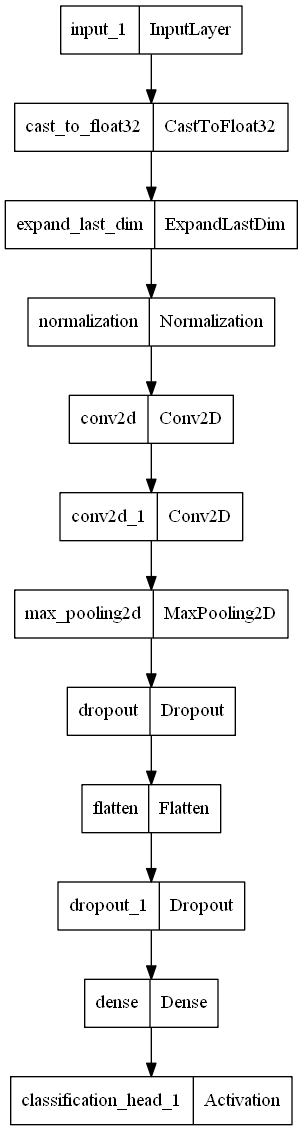 input_1 InputLayer
cast_to_float32 CastToFloat32
expand_last_dim ExpandLastDim
normalization Normalization
conv2d Conv2D
conv2d_1 Conv2D
max_pooling2d MaxPooling2D
dropout Dropout
flatten Flatten
dropout_1 Dropout
dense Dense
classification_head_1 Activation